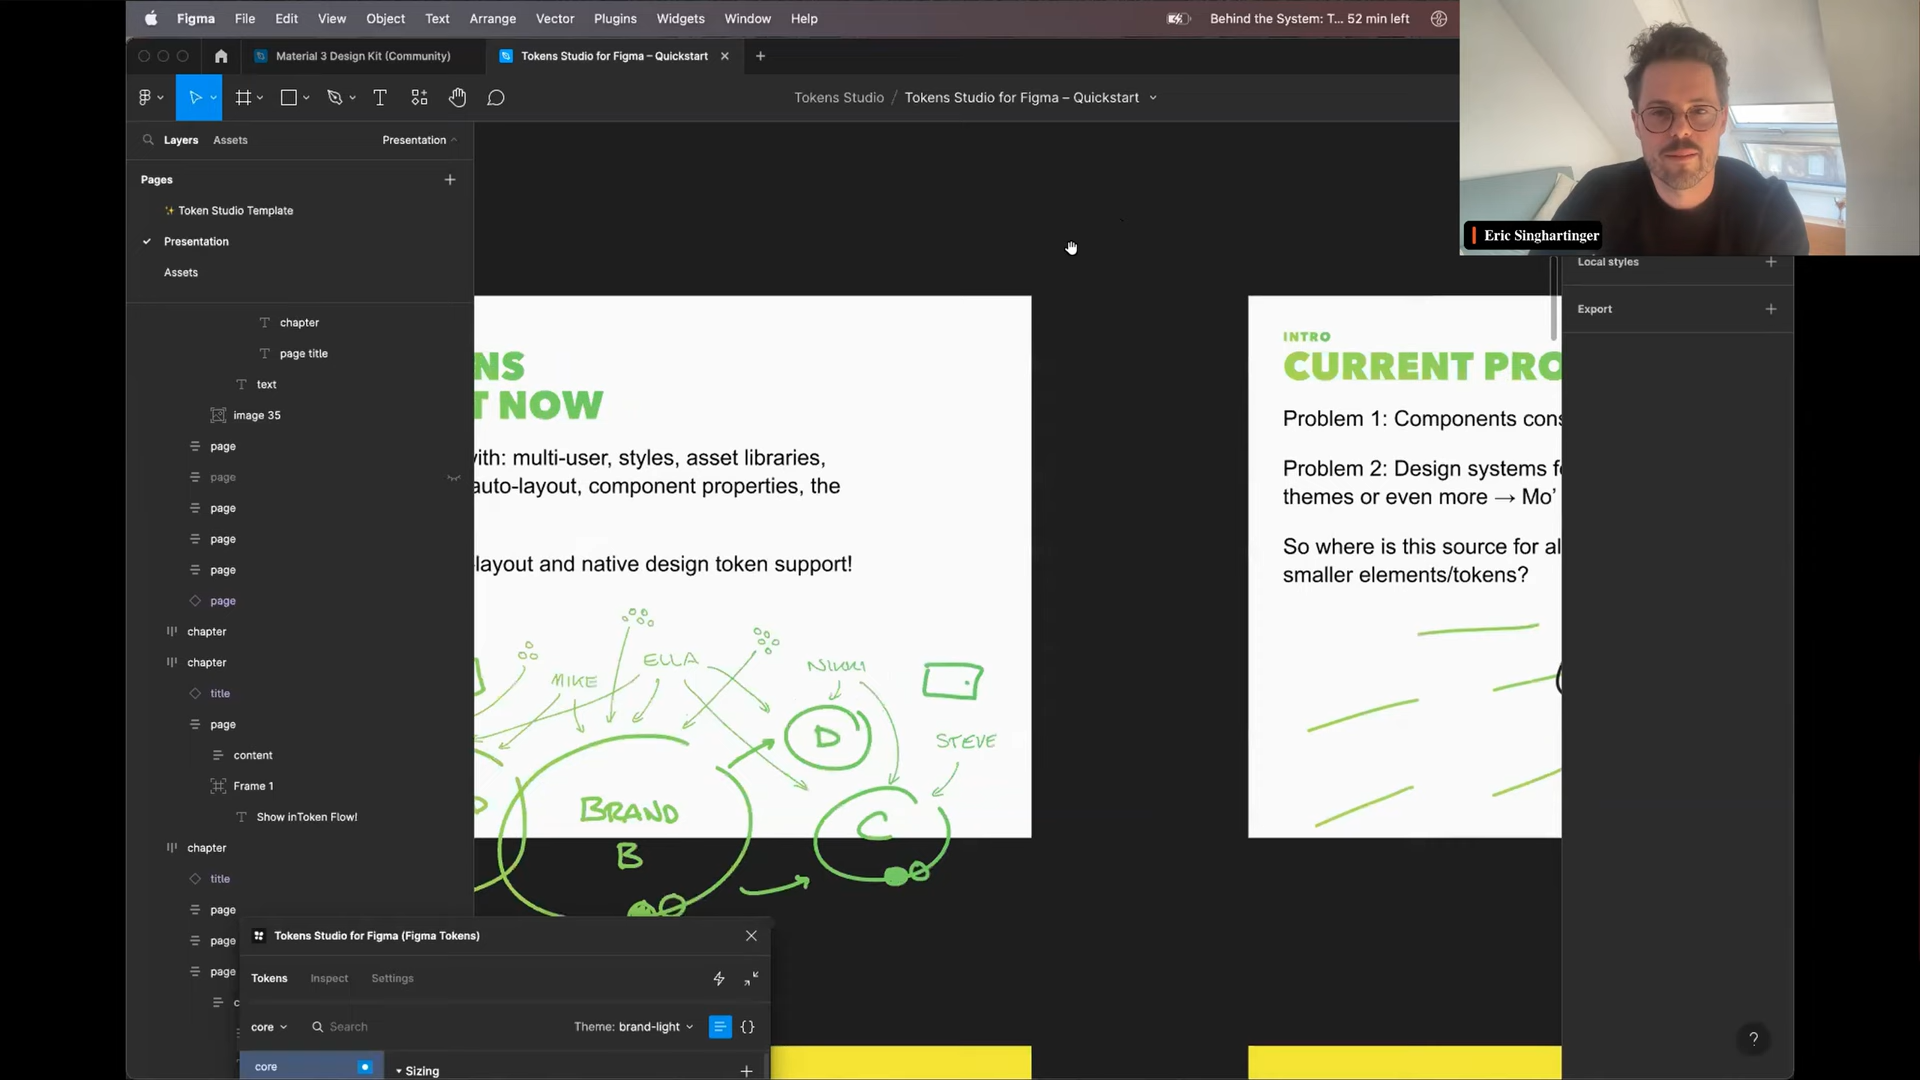 Figma File Edit View Object Text Arrange Vector Plugins Widgets Window Help
Behind the System: T... 52 min left
Material 3 Design Kit (Community)
Tokens Studio for Figma – Quickstart
Tokens Studio / Tokens Studio for Figma – Quickstart
Eric Singhartinger
Layers Assets Presentation
Pages
✨ Token Studio Template
Presentation
Assets
chapter
page title
text
image 35
page
page
page
page
page
page
chapter
chapter
title
page
content
Frame 1
Show inToken Flow!
chapter
title
page
page
page
c
NS
T NOW
ith: multi-user, styles, asset libraries,
auto-layout, component properties, the
layout and native design token support!
MIKE
ELLA
NIKKI
STEVE
D
BRAND
B
C
INTRO
CURRENT PRO
Problem 1: Components cons
Problem 2: Design systems f
themes or even more → Mo’
So where is this source for al
smaller elements/tokens?
Local styles
Export
Tokens Studio for Figma (Figma Tokens)
Tokens Inspect Settings
core Search Theme: brand-light {}
core
Sizing
?